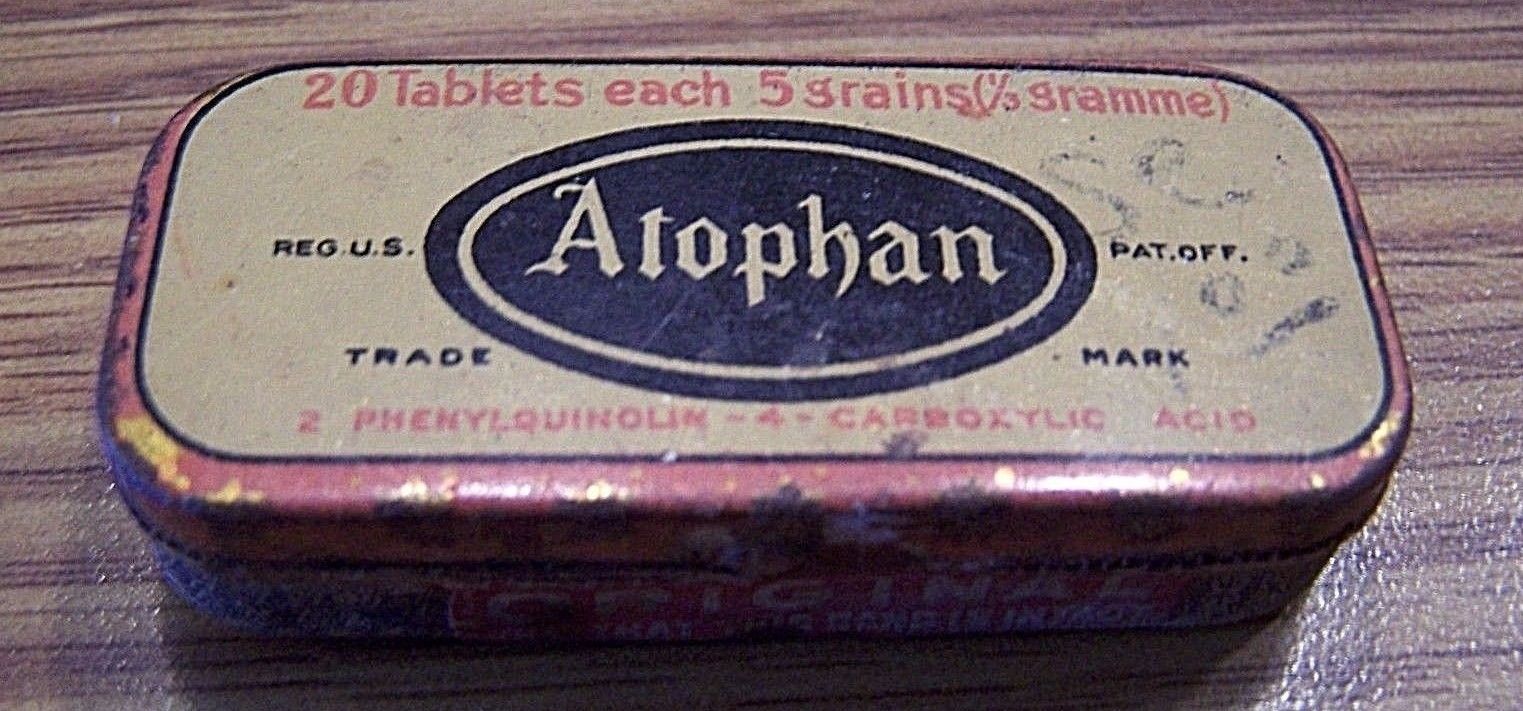 20 Tablets each 5 grains (⅓ gramme)
Atophan
REG. U.S. PAT. OFF.
TRADE MARK
2 PHENYLQUINOLIN - 4 - CARBOXYLIC ACID
ORIGINAL